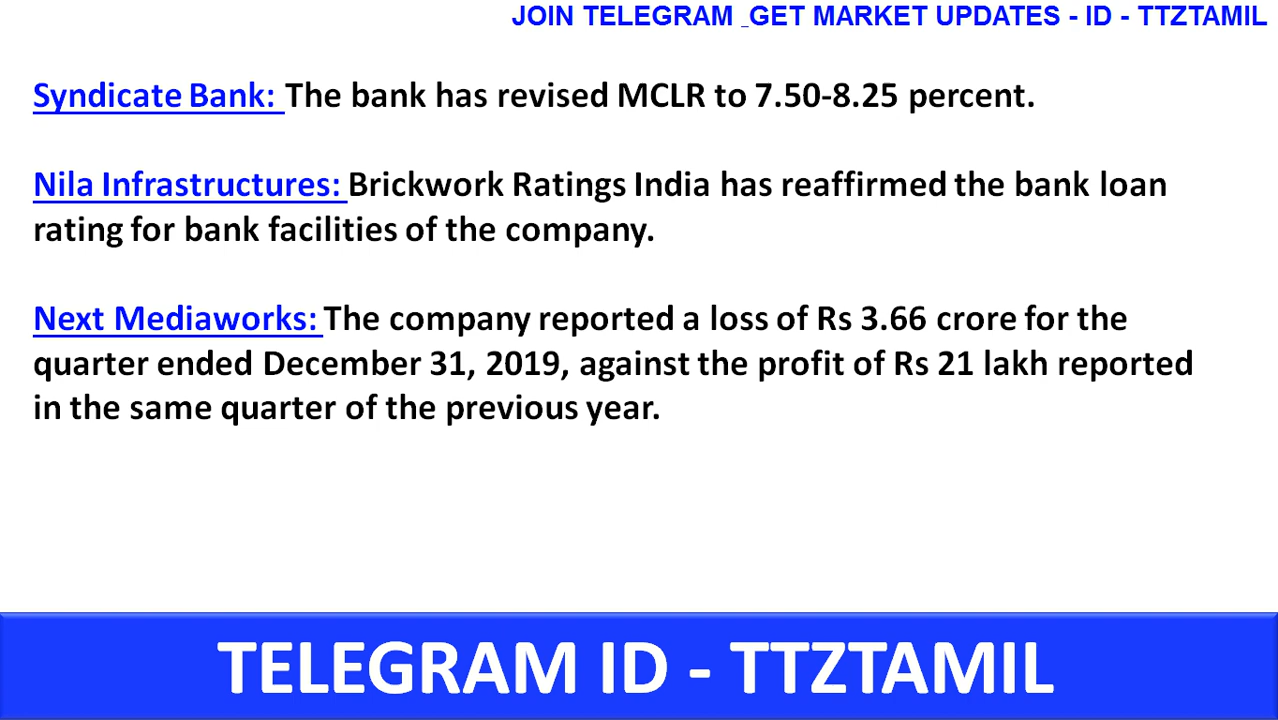 JOIN TELEGRAM _GET MARKET UPDATES - ID - TTZTAMIL
Syndicate Bank: The bank has revised MCLR to 7.50-8.25 percent.
Nila Infrastructures: Brickwork Ratings India has reaffirmed the bank loan
rating for bank facilities of the company.
Next Mediaworks: The company reported a loss of Rs 3.66 crore for the
quarter ended December 31, 2019, against the profit of Rs 21 lakh reported
in the same quarter of the previous year.
TELEGRAM ID - TTZTAMIL